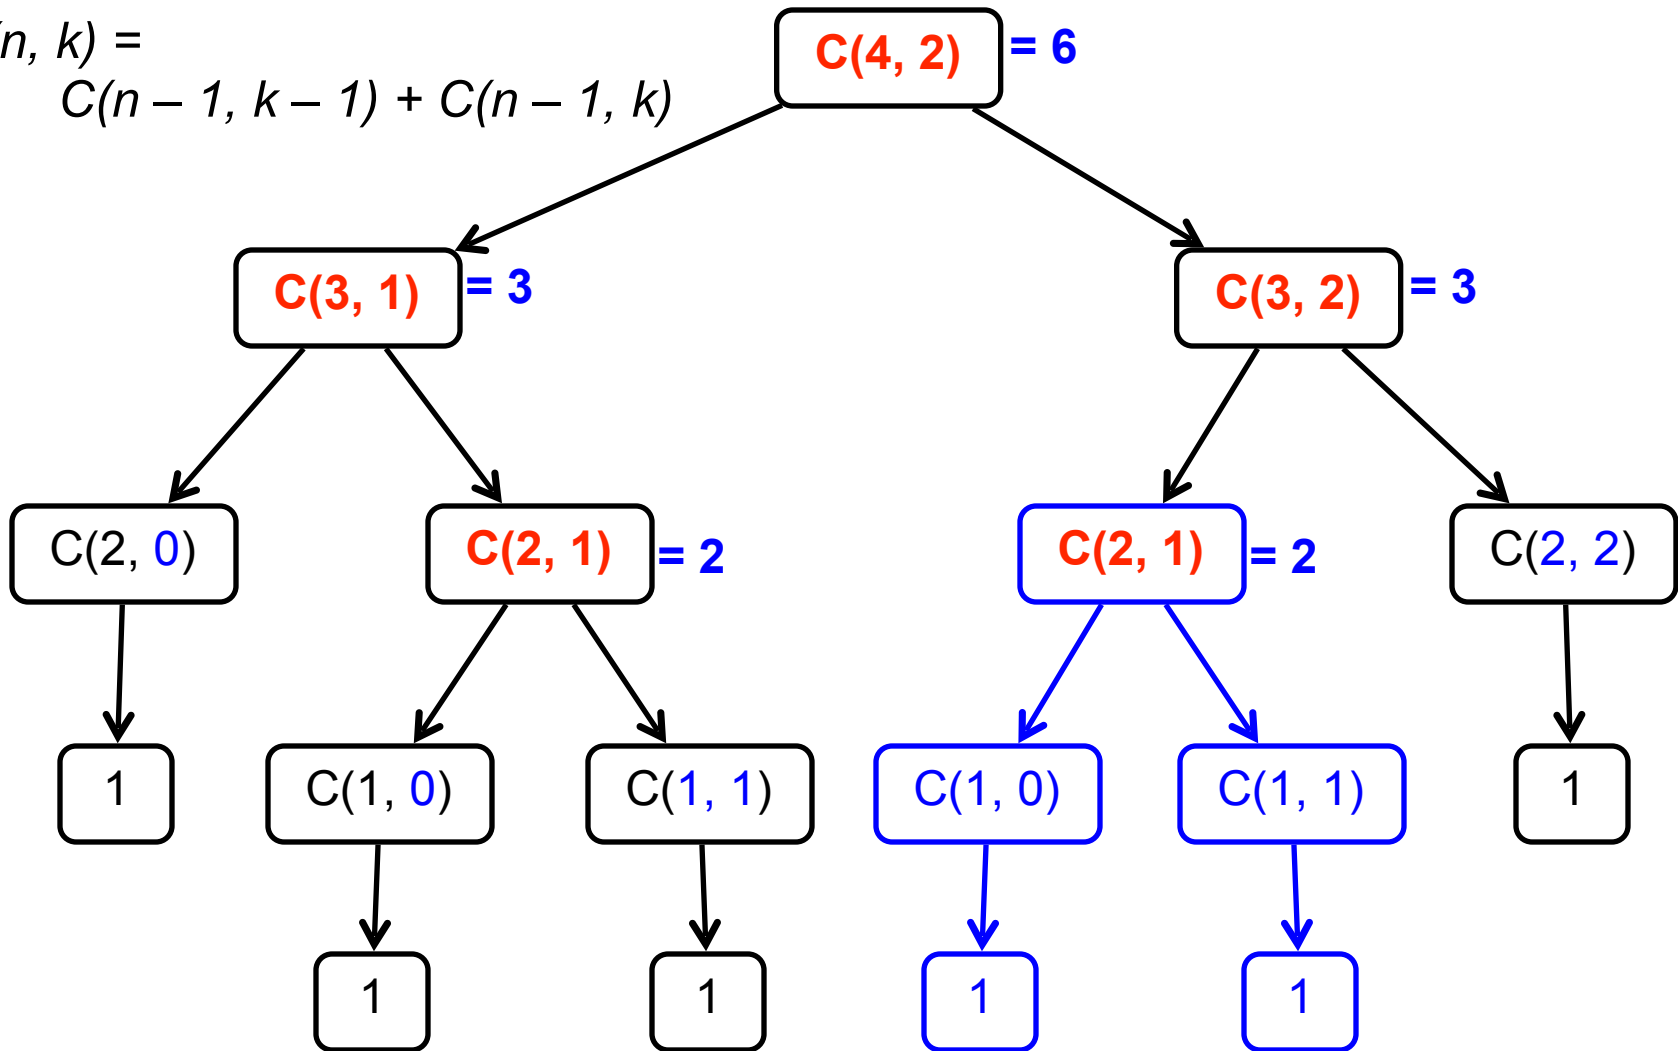 (n, k) =
C(n – 1, k – 1) + C(n – 1, k)
C(4, 2) = 6
C(3, 1) = 3
C(3, 2) = 3
C(2, 0)
C(2, 1) = 2
C(2, 1) = 2
C(2, 2)
1
C(1, 0)
C(1, 1)
C(1, 0)
C(1, 1)
1
1
1
1
1